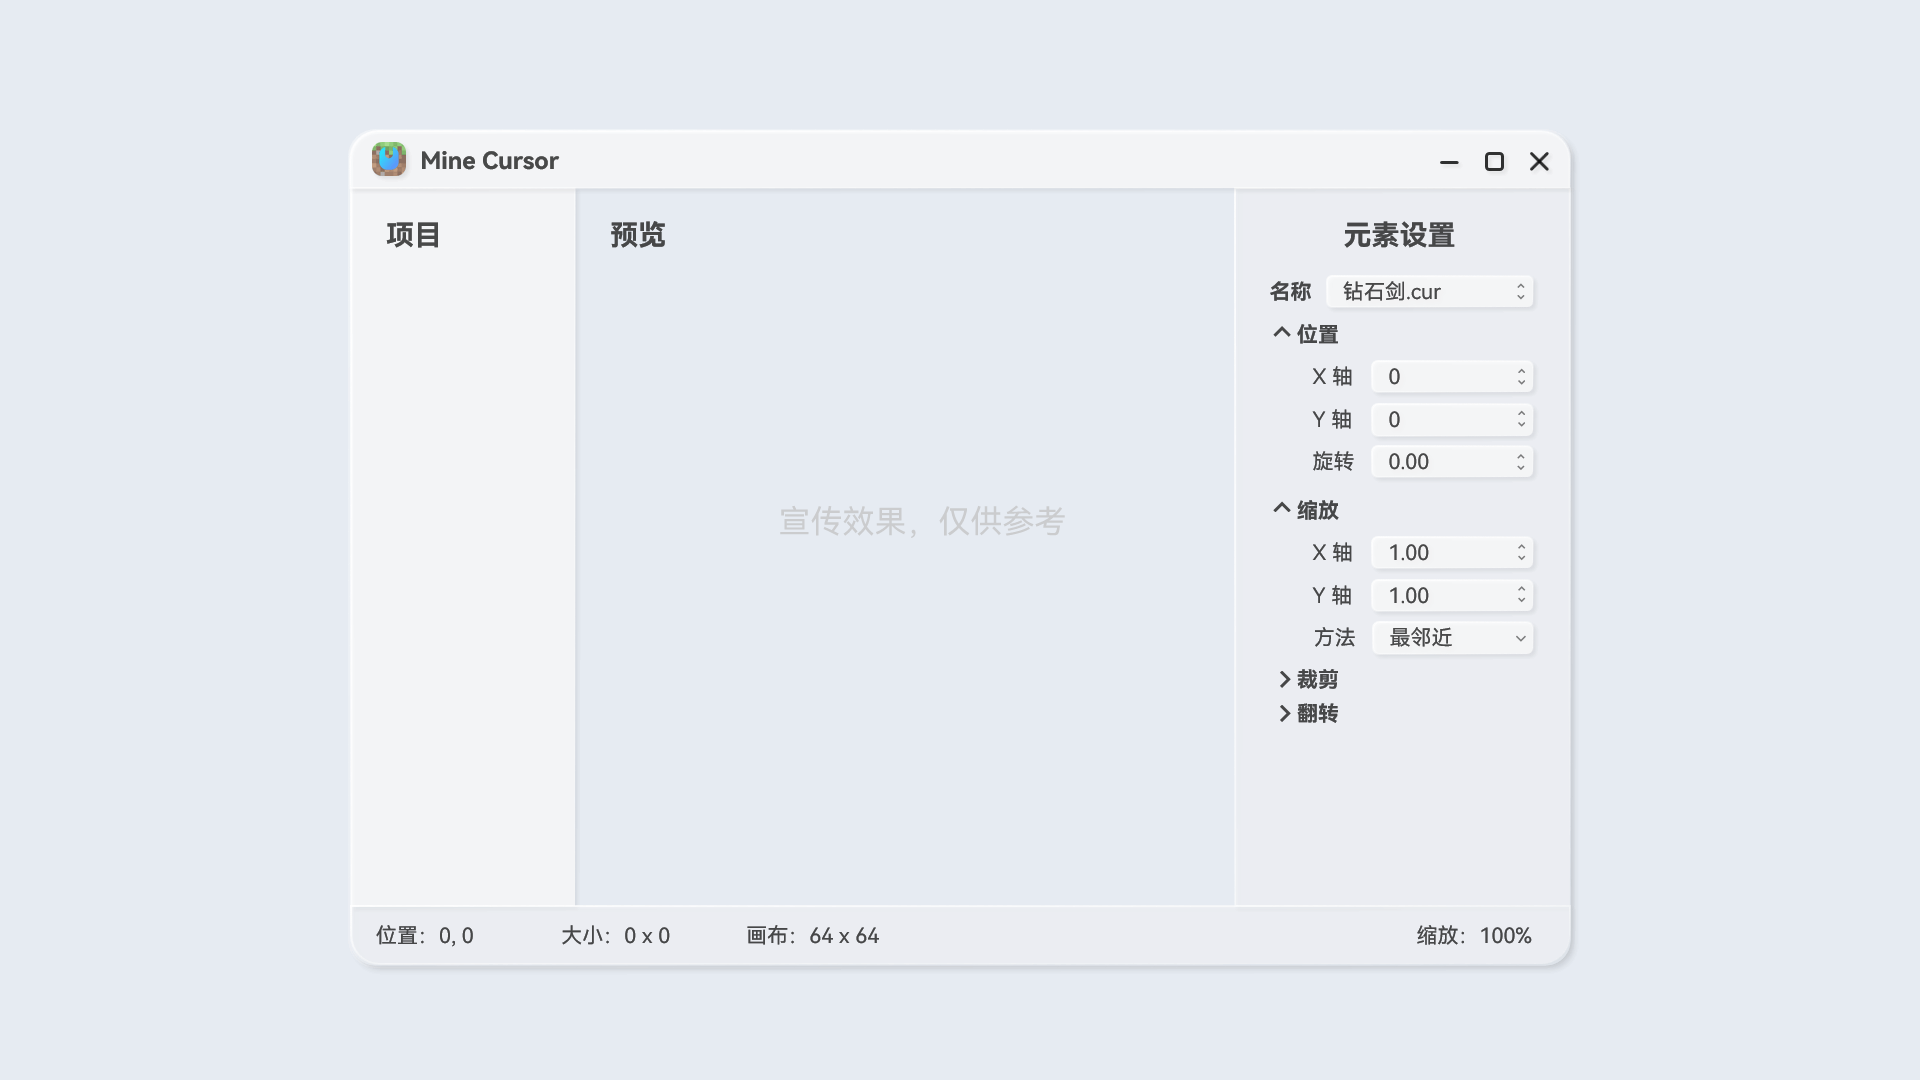 Mine Cursor
项目
预览
宣传效果，仅供参考
元素设置
名称 钻石剑.cur
位置
X 轴 0
Y 轴 0
旋转 0.00
缩放
X 轴 1.00
Y 轴 1.00
方法 最邻近
裁剪
翻转
位置：0, 0 大小：0 x 0 画布：64 x 64 缩放：100%